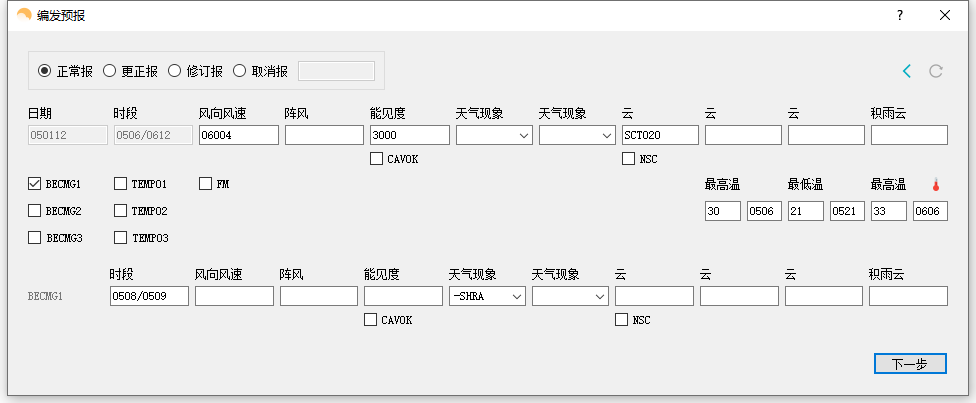 编发预报
正常报 更正报 修订报 取消报
日期 时段 风向风速 阵风 能见度 天气现象 天气现象 云 云 云 积雨云
050112 0506/0612 06004 3000 SCT020
CAVOK NSC
BECMG1 TEMPO1 FM 最高温 最低温 最高温
BECMG2 TEMPO2 30 0506 21 0521 33 0606
BECMG3 TEMPO3
时段 风向风速 阵风 能见度 天气现象 天气现象 云 云 云 积雨云
BECMG1 0508/0509 -SHRA
CAVOK NSC
下一步